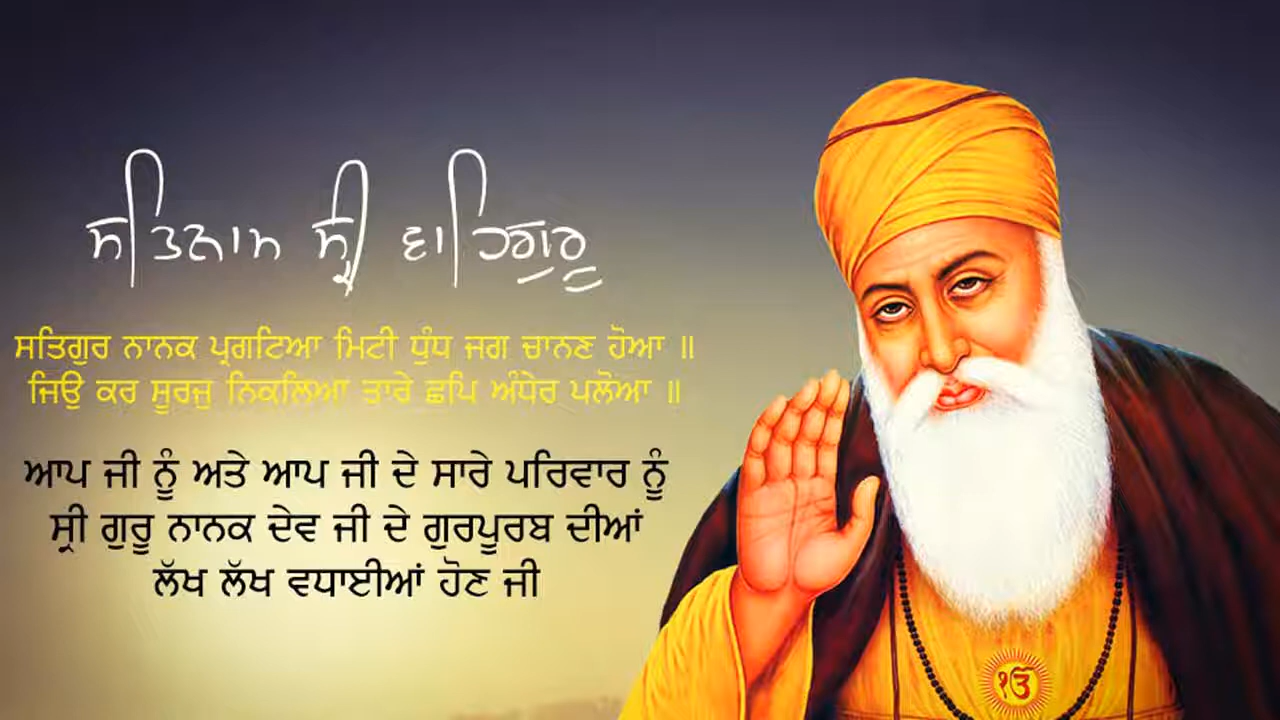 ਸਤਿਨਾਮ ਸ੍ਰੀ ਵਾਹਿਗੁਰੂ
ਸਤਿਗੁਰ ਨਾਨਕ ਪ੍ਰਗਟਿਆ ਮਿਟੀ ਧੁੰਧ ਜਗ ਚਾਨਣ ਹੋਆ ॥
ਜਿਉ ਕਰ ਸੂਰਜੁ ਨਿਕਲਿਆ ਤਾਰੇ ਛਪਿ ਅੰਧੇਰ ਪਲੋਆ ॥
ਆਪ ਜੀ ਨੂੰ ਅਤੇ ਆਪ ਜੀ ਦੇ ਸਾਰੇ ਪਰਿਵਾਰ ਨੂੰ
ਸ੍ਰੀ ਗੁਰੂ ਨਾਨਕ ਦੇਵ ਜੀ ਦੇ ਗੁਰਪੂਰਬ ਦੀਆਂ
ਲੱਖ ਲੱਖ ਵਧਾਈਆਂ ਹੋਣ ਜੀ
ੴ